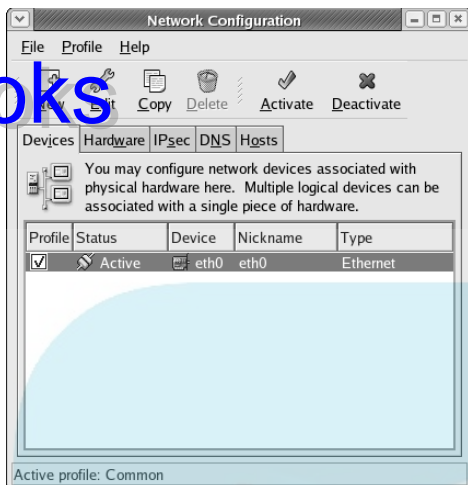 Network Configuration
File Profile Help
oks
New Edit Copy Delete Activate Deactivate
Devices Hardware IPsec DNS Hosts
You may configure network devices associated with
physical hardware here. Multiple logical devices can be
associated with a single piece of hardware.
Profile Status Device Nickname Type
Active eth0 eth0 Ethernet
Active profile: Common